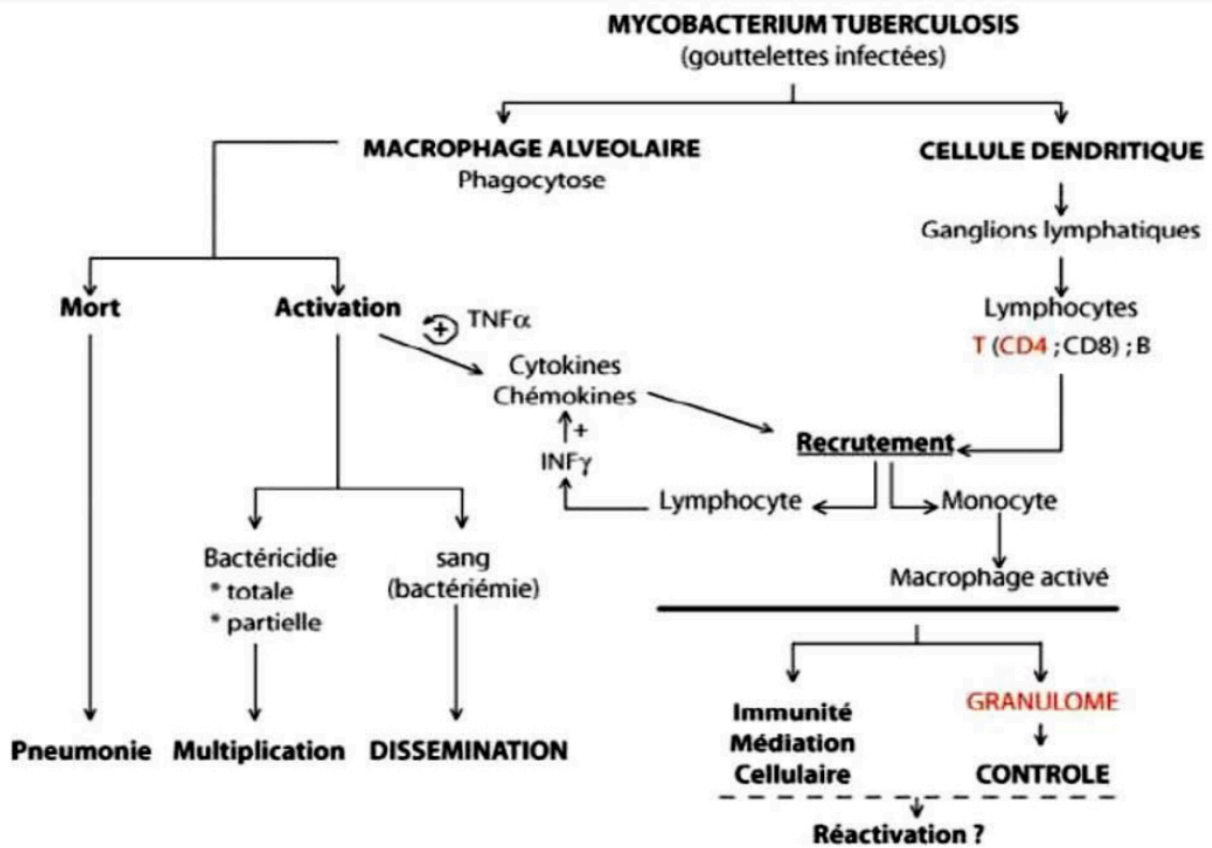 MYCOBACTERIUM TUBERCULOSIS
(gouttelettes infectées)
MACROPHAGE ALVEOLAIRE
Phagocytose
CELLULE DENDRITIQUE
Ganglions lymphatiques
Lymphocytes
T (CD4 ; CD8) ; B
Mort
Activation
+
TNFα
Cytokines
Chémokines
+
INFγ
Recrutement
Lymphocyte
Monocyte
Macrophage activé
Bactéricidie
* totale
* partielle
sang
(bactériémie)
Pneumonie
Multiplication
DISSEMINATION
Immunité
Médiation
Cellulaire
GRANULOME
CONTROLE
Réactivation ?